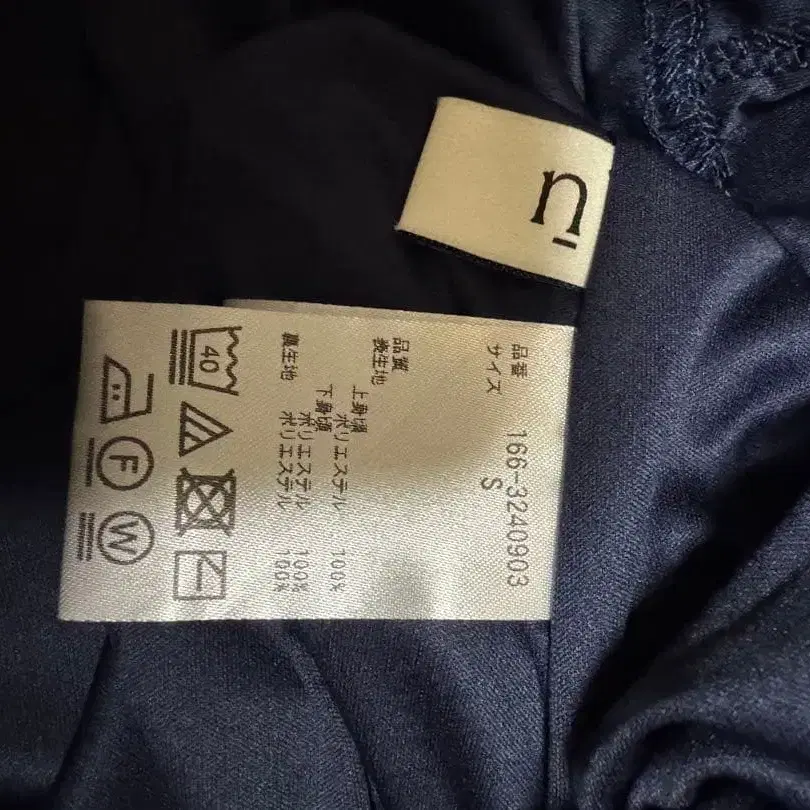 ū
品番 166-3240903
サイズ S
品質
表生地
上身頃
ポリエステル 100%
下身頃
ポリエステル 100%
裏生地 ポリエステル 100%
40
F
W